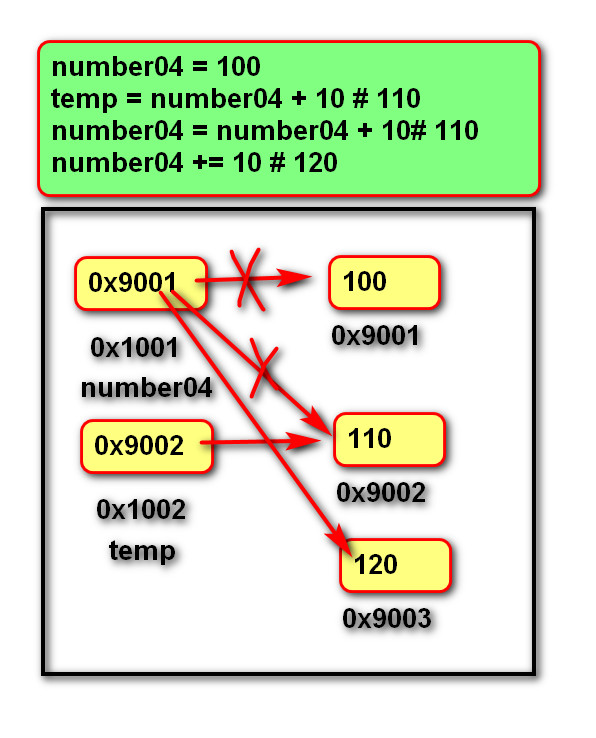 number04 = 100
temp = number04 + 10 # 110
number04 = number04 + 10# 110
number04 += 10 # 120
0x9001
100
0x1001
0x9001
number04
0x9002
110
0x9002
0x1002
temp
120
0x9003